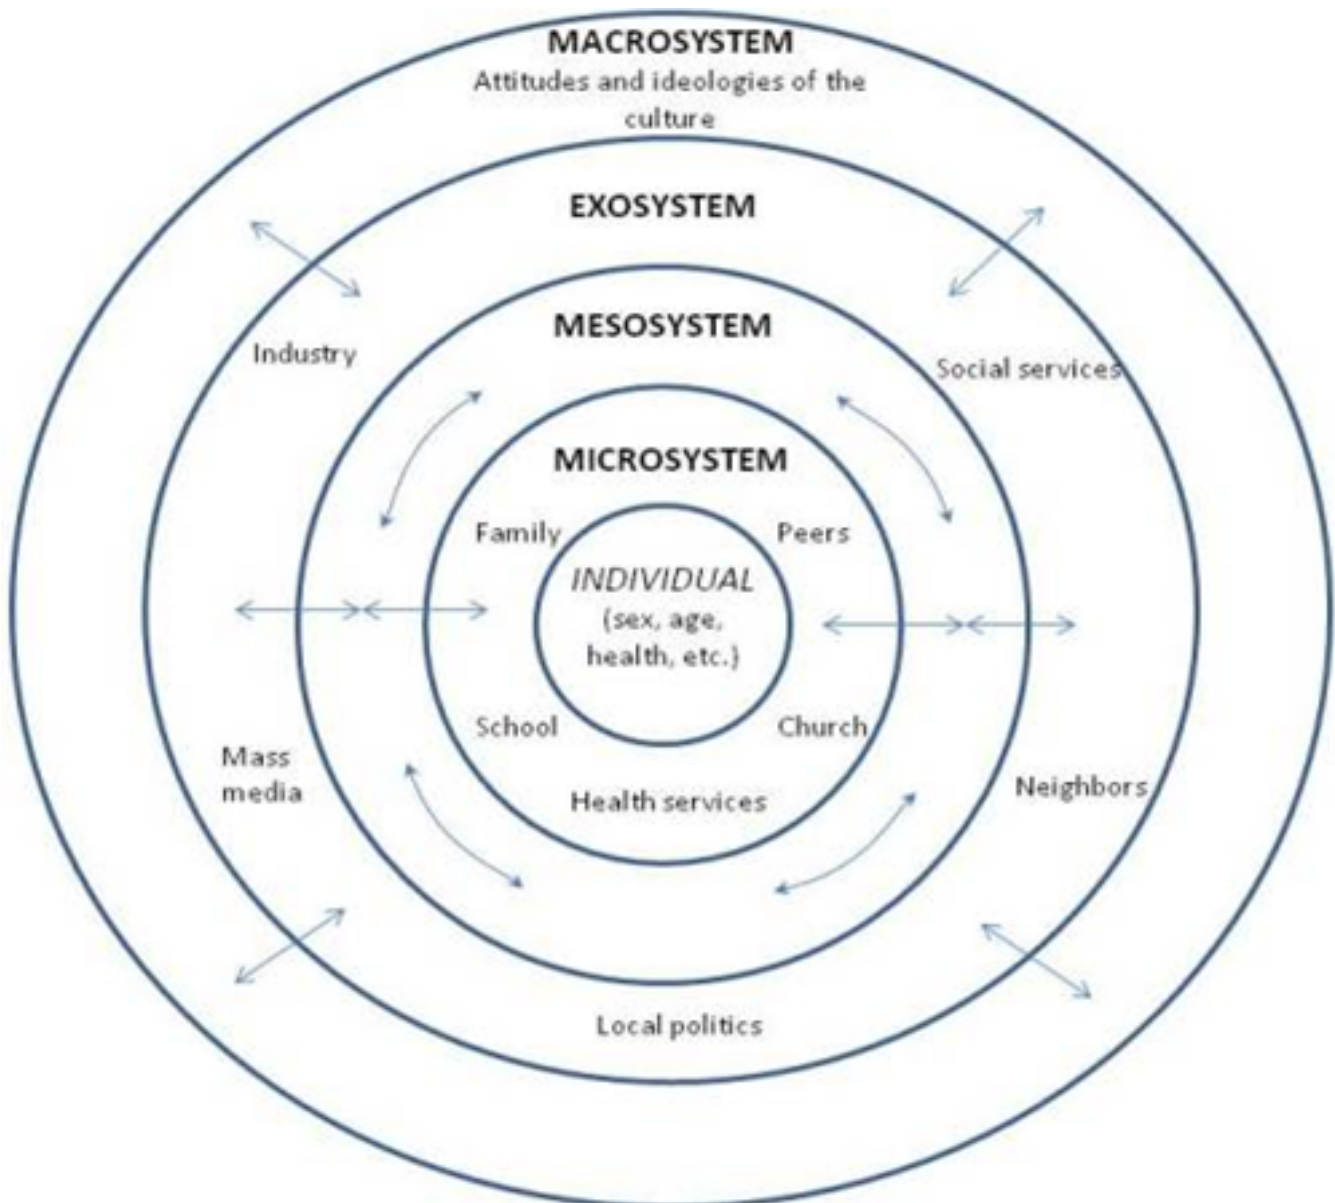 MACROSYSTEM
Attitudes and ideologies of the
culture
EXOSYSTEM
MESOSYSTEM
Industry
Social services
MICROSYSTEM
Family
Peers
INDIVIDUAL
(sex, age,
health, etc.)
School
Church
Mass
media
Neighbors
Health services
Local politics